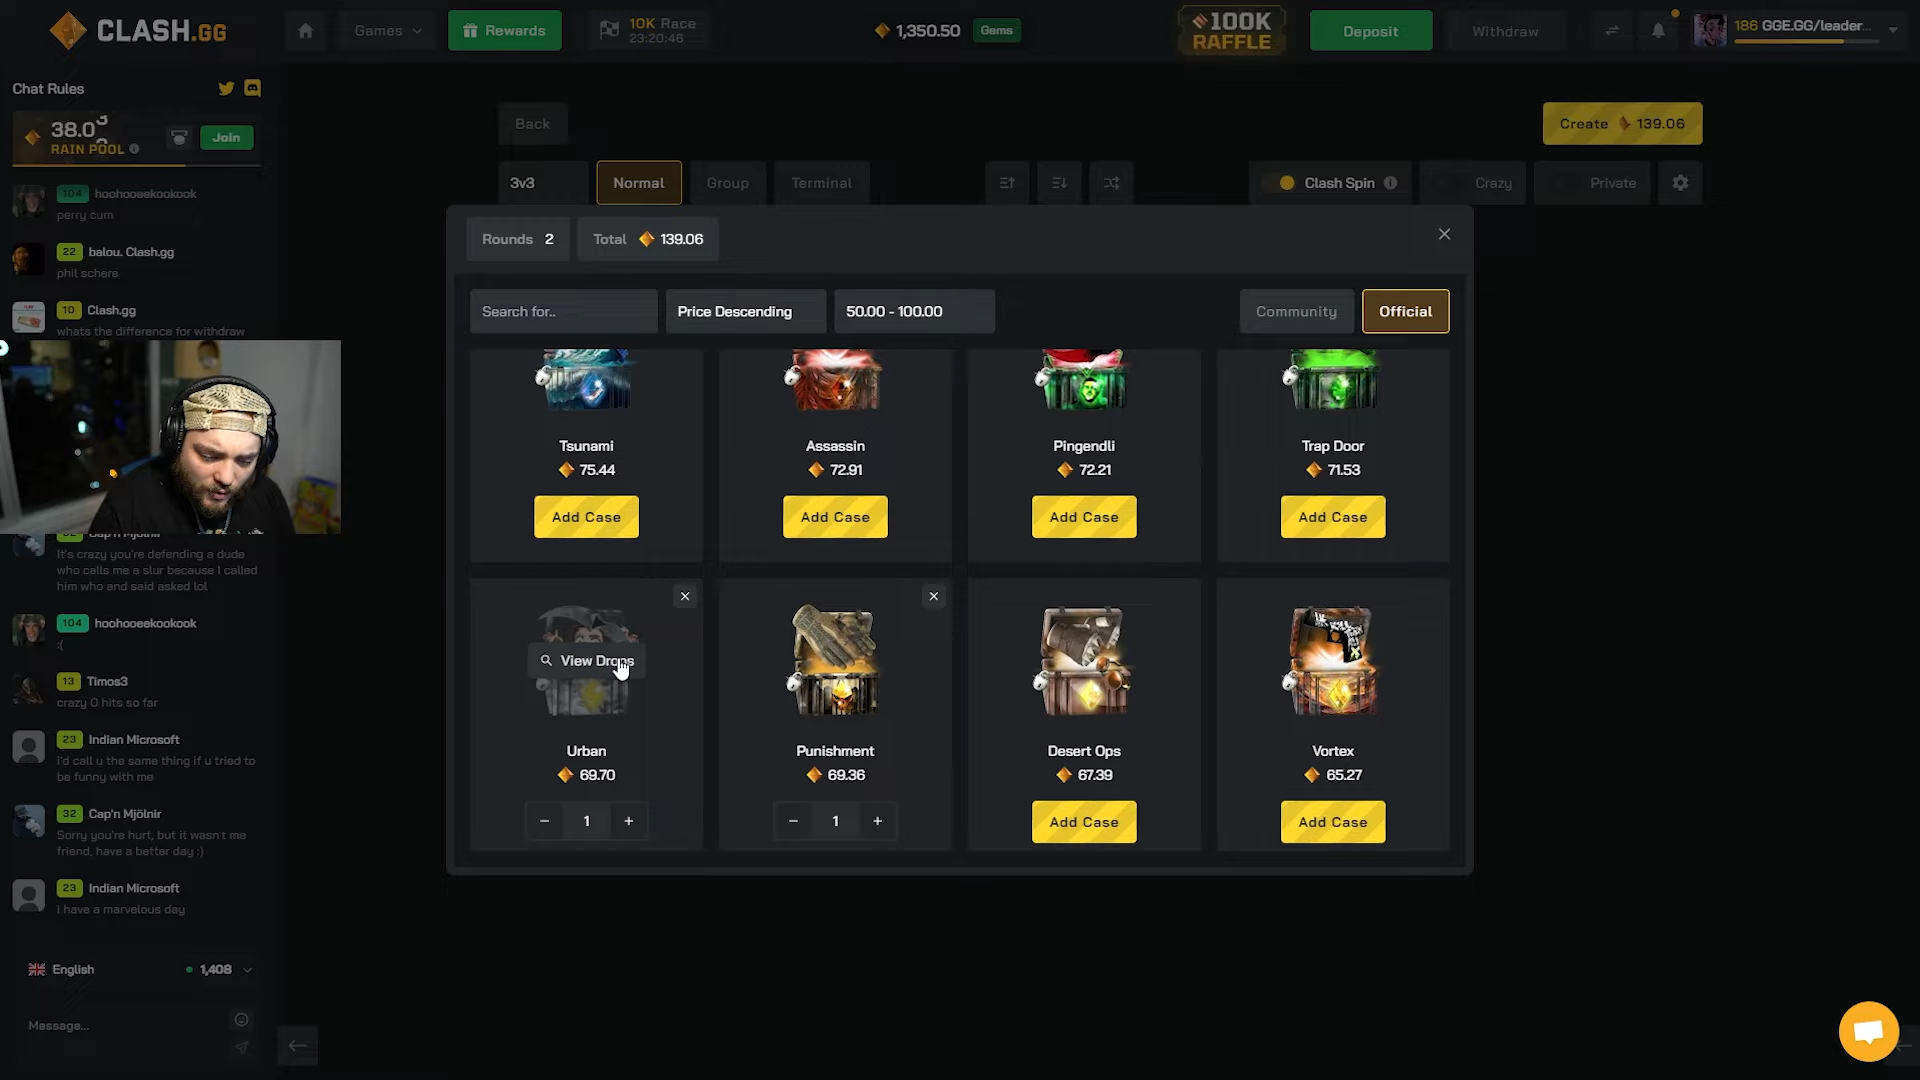 CLASH.GG
Games
Rewards
10K Race
23:20:46
1,350.50
Gems
100K
RAFFLE
Deposit
Withdraw
186 GGE.GG/leader...
Chat Rules
38.0
RAIN POOL
Join
104 hoohooeekookook
perry cum
22 balou. Clash.gg
phil schere
10 Clash.gg
whats the difference for withdraw
It's crazy you're defending a dude
who calls me a slur because I called
him who and said asked lol
104 hoohooeekookook
:(
13 Timos3
crazy 0 hits so far
23 Indian Microsoft
i'd call u the same thing if u tried to
be funny with me
32 Cap'n Mjölnir
Sorry you're hurt, but it wasn't me
friend, have a better day :)
23 Indian Microsoft
i have a marvelous day
English
1,408
Message...
Back
Create 139.06
3v3
Normal
Group
Terminal
Clash Spin
Crazy
Private
Rounds 2
Total 139.06
Search for..
Price Descending
50.00 - 100.00
Community
Official
Tsunami
75.44
Add Case
Assassin
72.91
Add Case
Pingendli
72.21
Add Case
Trap Door
71.53
Add Case
View Drops
Urban
69.70
1
Punishment
69.36
1
Desert Ops
67.39
Add Case
Vortex
65.27
Add Case